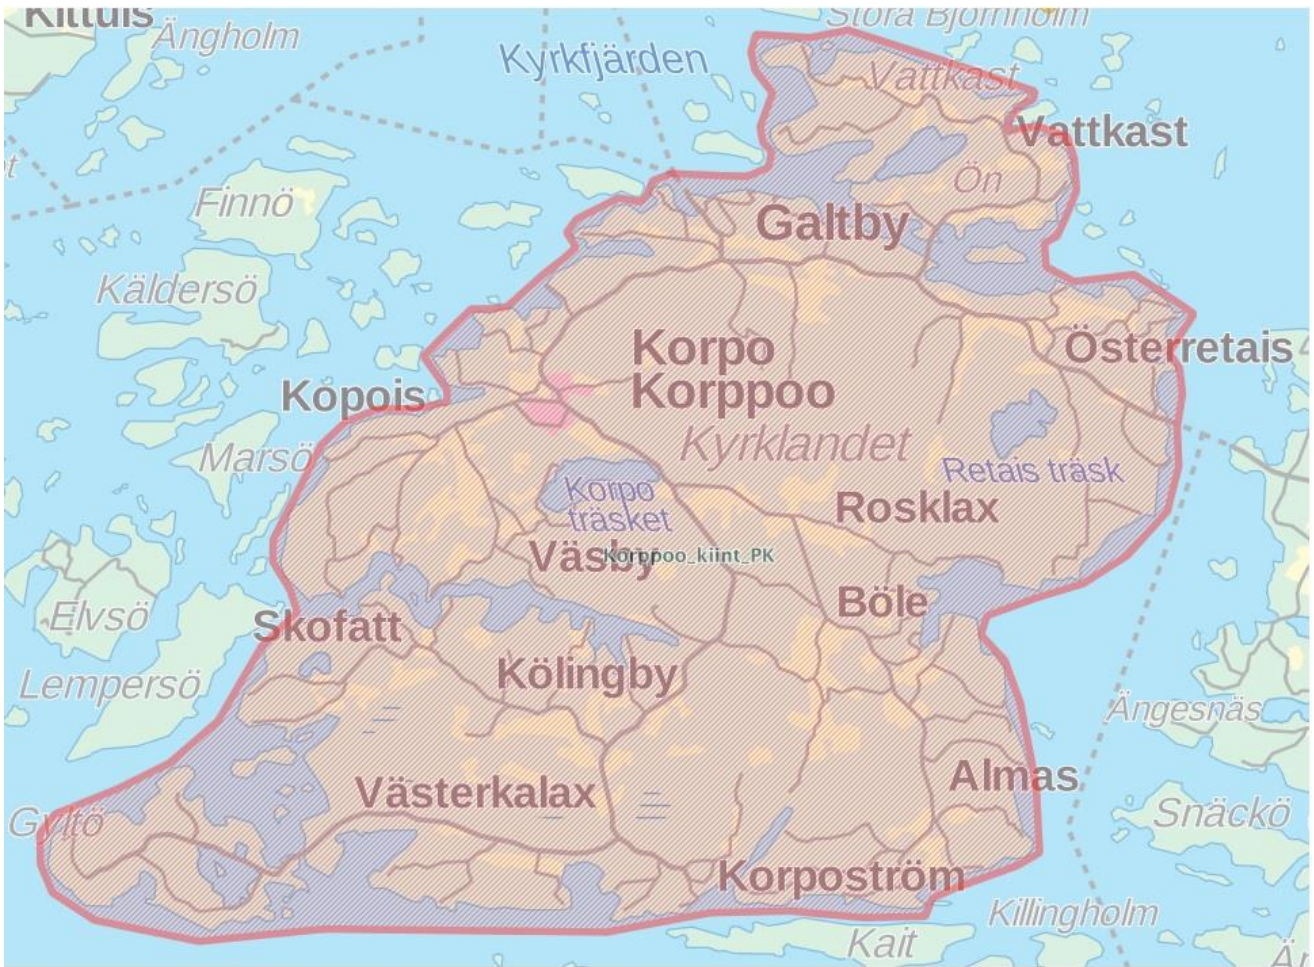 Kittuis
Ängholm
Stora Björnholm
Kyrkfjärden
Vattkast
Vattkast
Ön
Finnö
Galtby
Käldersö
Korpo
Korppoo
Österretais
Kopois
Kyrklandet
Marsö
Retais träsk
Korpo
träsket
Rosklax
Väsby
Korppoo_kiint_PK
Elvsö
Böle
Skofatt
Kölingby
Lempersö
Ängesnäs
Almas
Västerkalax
Snäckö
Gyltö
Korpoström
Killingholm
Kait